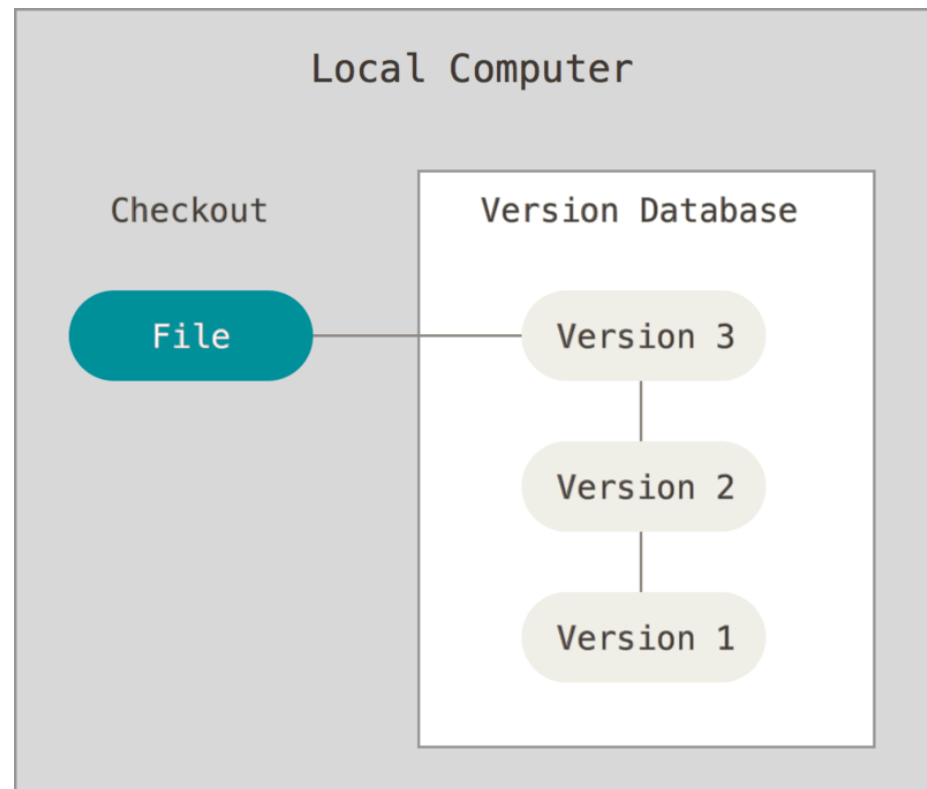 Local Computer
Checkout
Version Database
File
Version 3
Version 2
Version 1